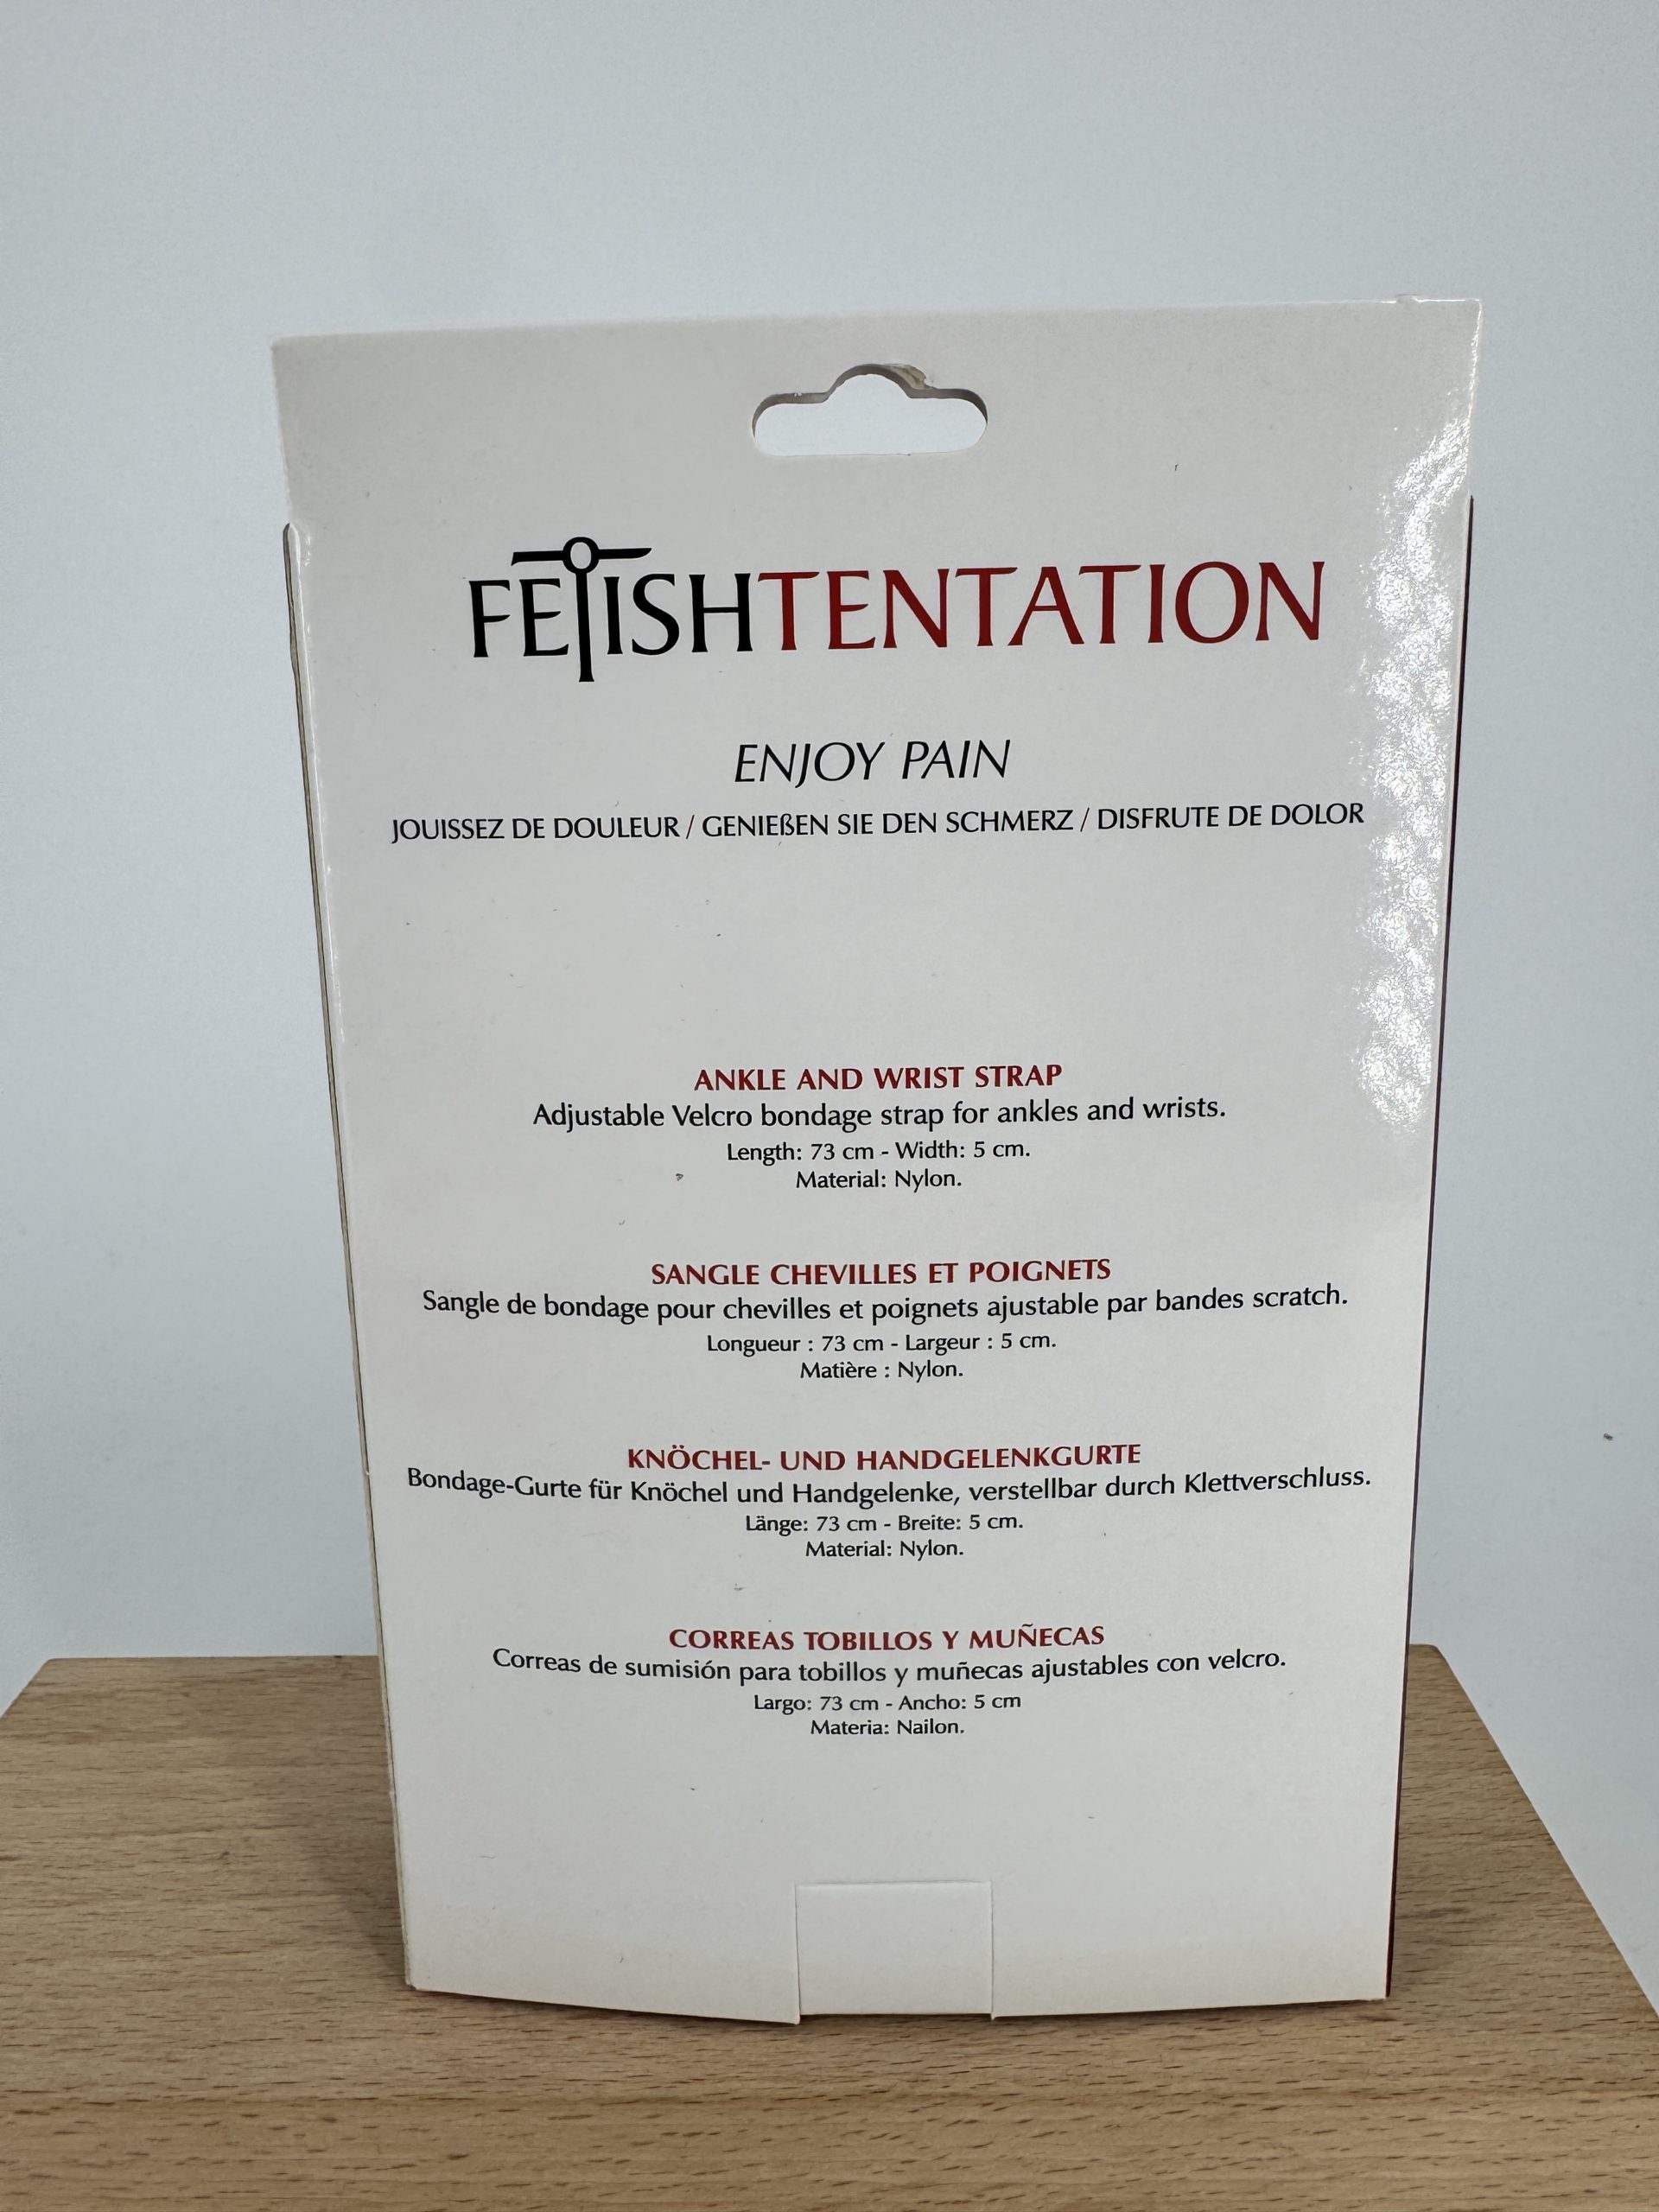 FETISHTENTATION
ENJOY PAIN
JOUISSEZ DE DOULEUR / GENIEßEN SIE DEN SCHMERZ / DISFRUTE DE DOLOR
ANKLE AND WRIST STRAP
Adjustable Velcro bondage strap for ankles and wrists.
Length: 73 cm - Width: 5 cm.
Material: Nylon.
SANGLE CHEVILLES ET POIGNETS
Sangle de bondage pour chevilles et poignets ajustable par bandes scratch.
Longueur : 73 cm - Largeur : 5 cm.
Matière : Nylon.
KNÖCHEL- UND HANDGELENKGURTE
Bondage-Gurte für Knöchel und Handgelenke, verstellbar durch Klettverschluss.
Länge: 73 cm - Breite: 5 cm.
Material: Nylon.
CORREAS TOBILLOS Y MUÑECAS
Correas de sumisión para tobillos y muñecas ajustables con velcro.
Largo: 73 cm - Ancho: 5 cm
Materia: Nailon.